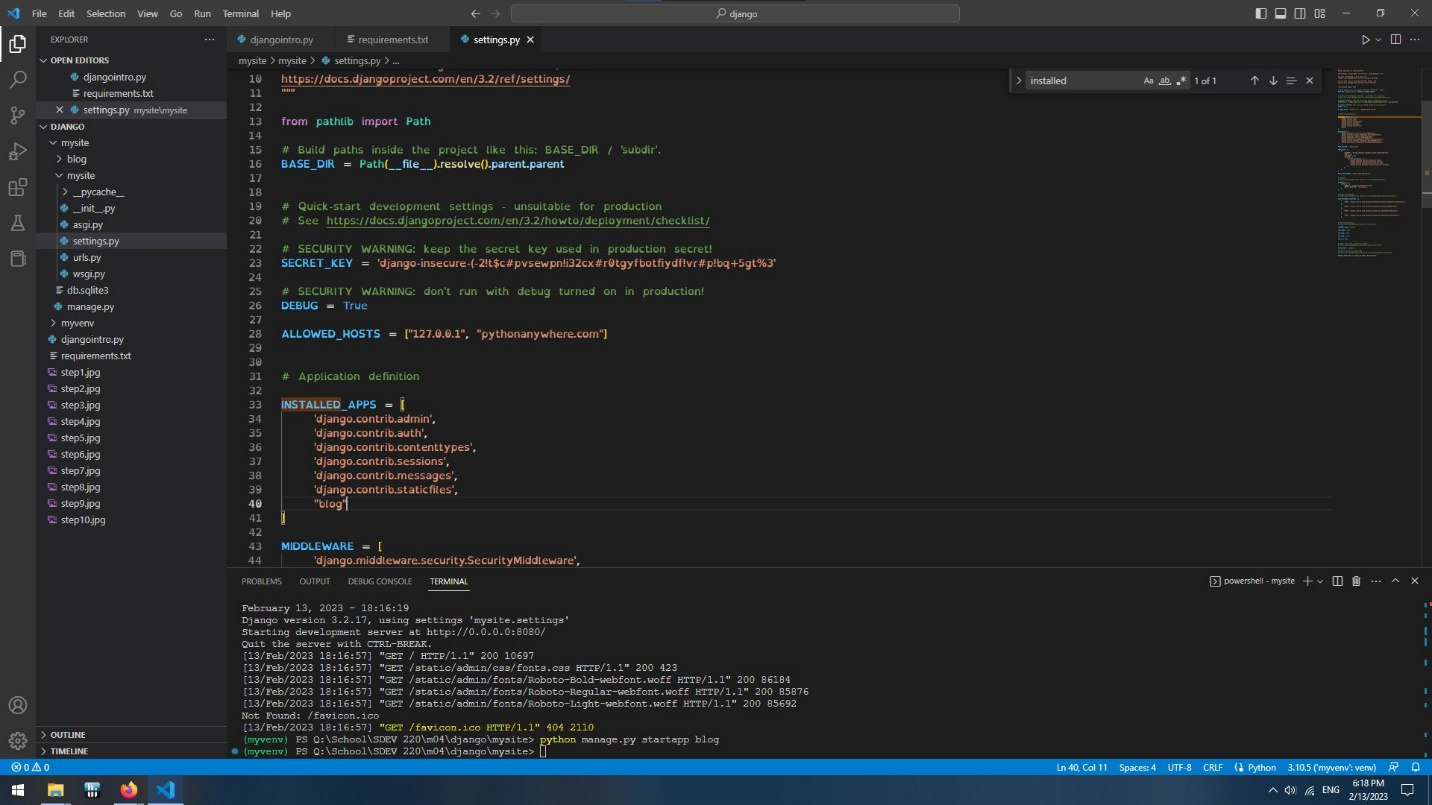 File Edit Selection View Go Run Terminal Help
django
EXPLORER
OPEN EDITORS
djangointro.py
requirements.txt
settings.py mysite\mysite
DJANGO
mysite
blog
mysite
__pycache__
__init__.py
asgi.py
settings.py
urls.py
wsgi.py
db.sqlite3
manage.py
myvenv
djangointro.py
requirements.txt
step1.jpg
step2.jpg
step3.jpg
step4.jpg
step5.jpg
step6.jpg
step7.jpg
step8.jpg
step9.jpg
step10.jpg
OUTLINE
TIMELINE
djangointro.py requirements.txt settings.py
mysite > mysite > settings.py > ...
installed Aa ab 1 of 1
10 https://docs.djangoproject.com/en/3.2/ref/settings/
11 """
12
13 from pathlib import Path
14
15 # Build paths inside the project like this: BASE_DIR / 'subdir'.
16 BASE_DIR = Path(__file__).resolve().parent.parent
17
18
19 # Quick-start development settings - unsuitable for production
20 # See https://docs.djangoproject.com/en/3.2/howto/deployment/checklist/
21
22 # SECURITY WARNING: keep the secret key used in production secret!
23 SECRET_KEY = 'django-insecure-(-2!t$c#pvsewpn!i32cx#r0tgyfbotfiydf!vr#p!bq+5gt%3'
24
25 # SECURITY WARNING: don't run with debug turned on in production!
26 DEBUG = True
27
28 ALLOWED_HOSTS = ["127.0.0.1", "pythonanywhere.com"]
29
30
31 # Application definition
32
33 INSTALLED_APPS = [
34 'django.contrib.admin',
35 'django.contrib.auth',
36 'django.contrib.contenttypes',
37 'django.contrib.sessions',
38 'django.contrib.messages',
39 'django.contrib.staticfiles',
40 "blog"
41 ]
42
43 MIDDLEWARE = [
44 'django.middleware.security.SecurityMiddleware',
PROBLEMS OUTPUT DEBUG CONSOLE TERMINAL powershell - mysite
February 13, 2023 - 18:16:19
Django version 3.2.17, using settings 'mysite.settings'
Starting development server at http://0.0.0.0:8080/
Quit the server with CTRL-BREAK.
[13/Feb/2023 18:16:57] "GET / HTTP/1.1" 200 10697
[13/Feb/2023 18:16:57] "GET /static/admin/css/fonts.css HTTP/1.1" 200 423
[13/Feb/2023 18:16:57] "GET /static/admin/fonts/Roboto-Bold-webfont.woff HTTP/1.1" 200 86184
[13/Feb/2023 18:16:57] "GET /static/admin/fonts/Roboto-Regular-webfont.woff HTTP/1.1" 200 85876
[13/Feb/2023 18:16:57] "GET /static/admin/fonts/Roboto-Light-webfont.woff HTTP/1.1" 200 85692
Not Found: /favicon.ico
[13/Feb/2023 18:16:57] "GET /favicon.ico HTTP/1.1" 404 2110
(myvenv) PS Q:\School\SDEV 220\m04\django\mysite> python manage.py startapp blog
(myvenv) PS Q:\School\SDEV 220\m04\django\mysite>
0 0 Ln 40, Col 11 Spaces: 4 UTF-8 CRLF Python 3.10.5 ('myvenv': venv)
ENG 6:18 PM
2/13/2023